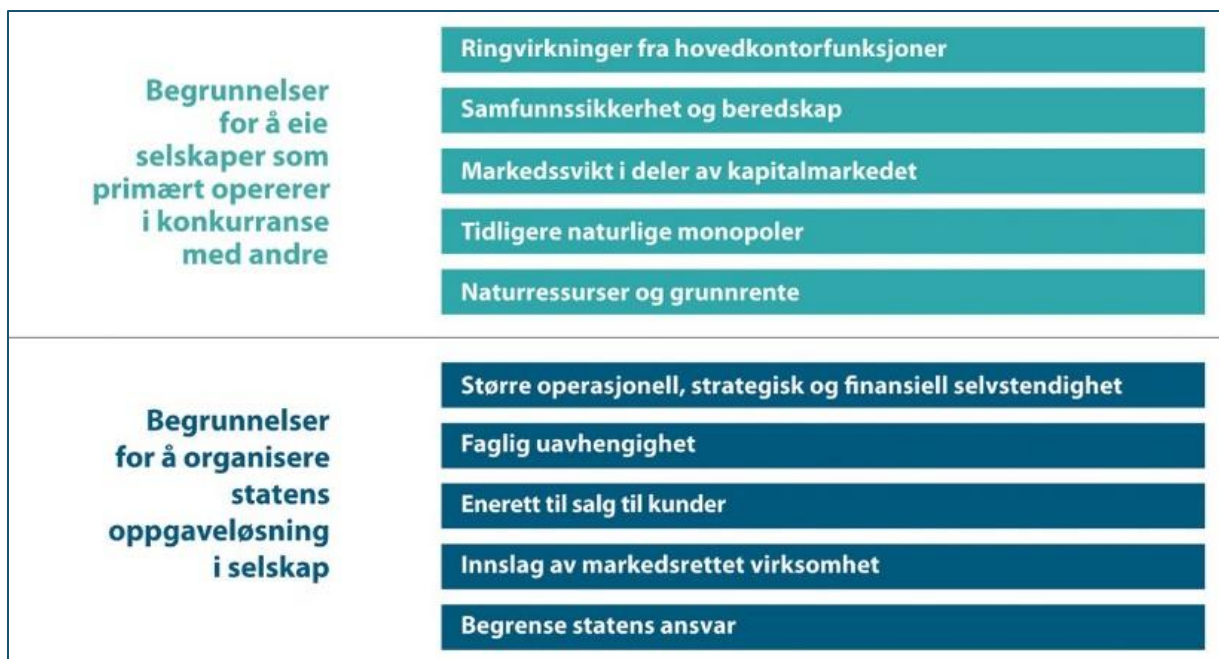 Begrunnelser
for å eie
selskaper som
primært opererer
i konkurranse
med andre
Ringvirkninger fra hovedkontorfunksjoner
Samfunnssikkerhet og beredskap
Markedssvikt i deler av kapitalmarkedet
Tidligere naturlige monopoler
Naturressurser og grunnrente
Begrunnelser
for å organisere
statens
oppgaveløsning
i selskap
Større operasjonell, strategisk og finansiell selvstendighet
Faglig uavhengighet
Enerett til salg til kunder
Innslag av markedsrettet virksomhet
Begrense statens ansvar